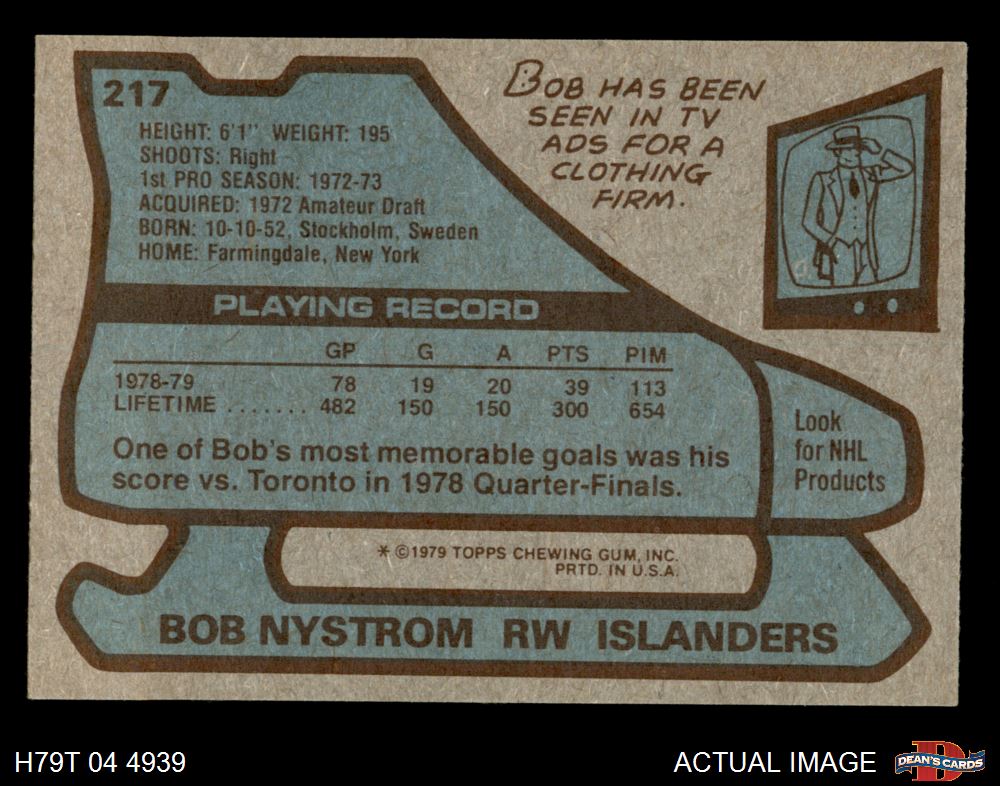 217
HEIGHT: 6'1" WEIGHT: 195
SHOOTS: Right
1st PRO SEASON: 1972-73
ACQUIRED: 1972 Amateur Draft
BORN: 10-10-52, Stockholm, Sweden
HOME: Farmingdale, New York
BOB HAS BEEN
SEEN IN TV
ADS FOR A
CLOTHING
FIRM.
PLAYING RECORD
GP G A PTS PIM
1978-79 78 19 20 39 113
LIFETIME ....... 482 150 150 300 654
One of Bob's most memorable goals was his
score vs. Toronto in 1978 Quarter-Finals.
Look
for NHL
Products
* ©1979 TOPPS CHEWING GUM, INC.
PRTD. IN U.S.A.
BOB NYSTROM RW ISLANDERS
H79T 04 4939
ACTUAL IMAGE
D
DEAN'S CARDS